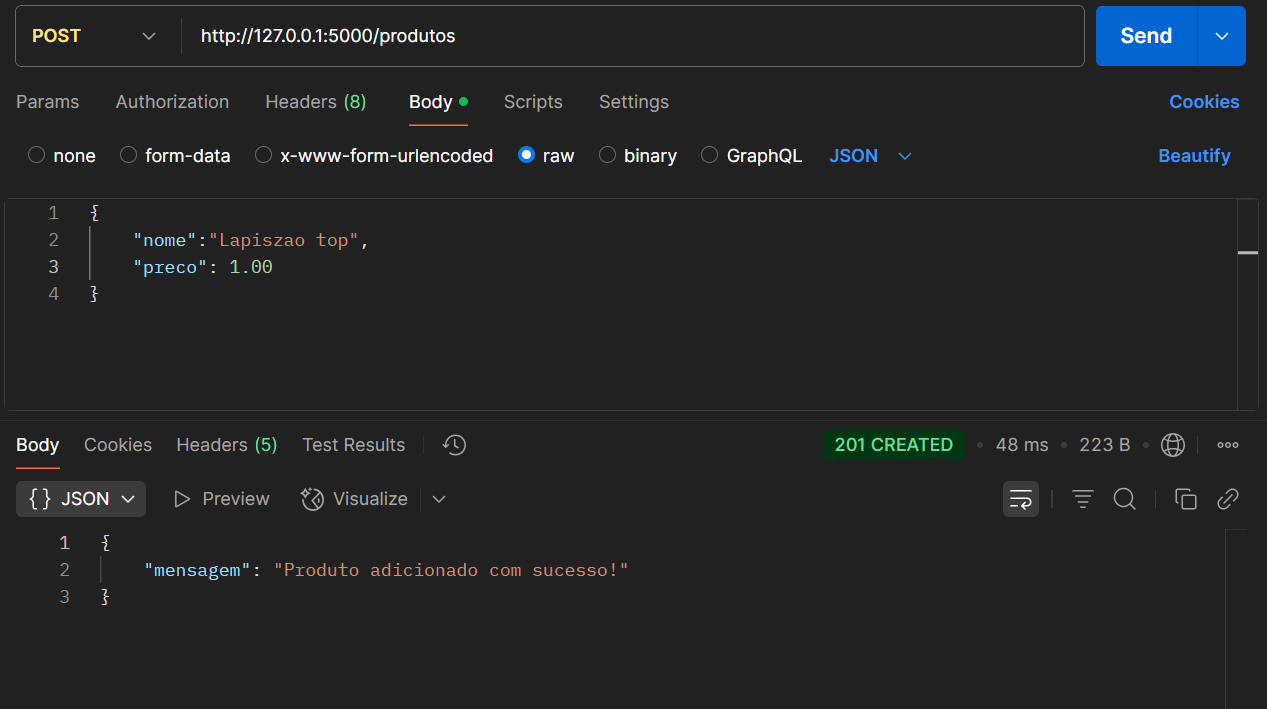 POST http://127.0.0.1:5000/produtos Send
Params Authorization Headers (8) Body Scripts Settings Cookies
none form-data x-www-form-urlencoded raw binary GraphQL JSON Beautify
1 {
2 "nome":"Lapiszao top",
3 "preco": 1.00
4 }
Body Cookies Headers (5) Test Results 201 CREATED • 48 ms • 223 B •
{} JSON Preview Visualize
1 {
2 "mensagem": "Produto adicionado com sucesso!"
3 }